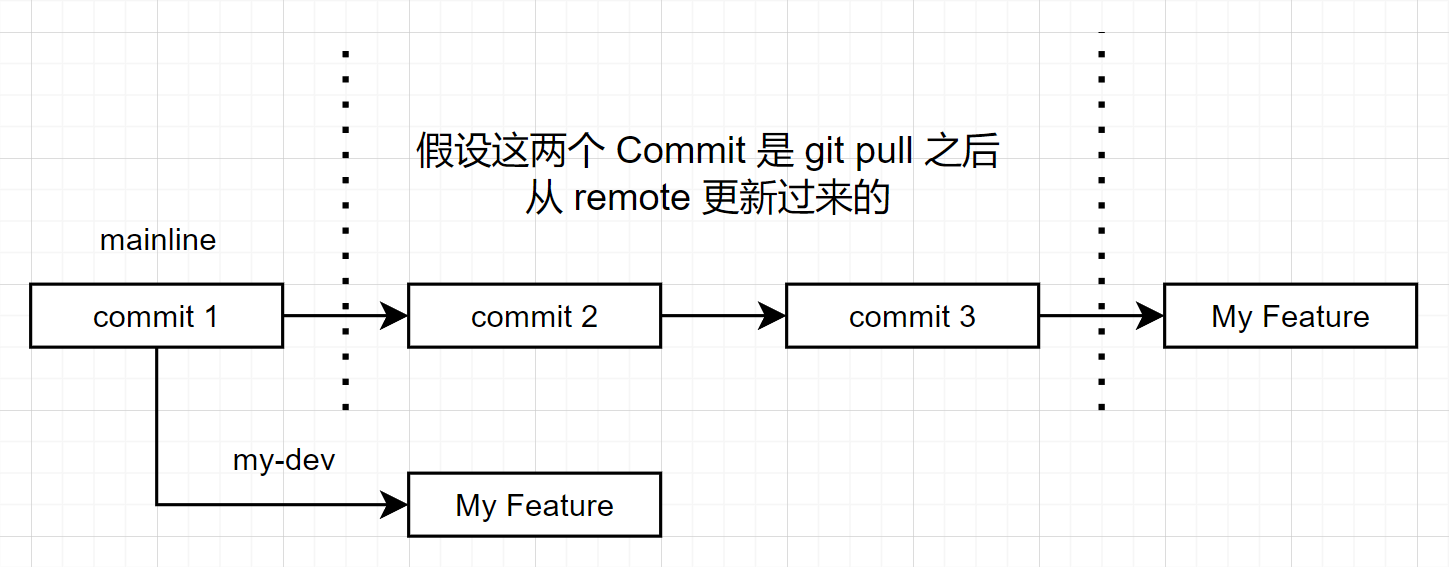 假设这两个 Commit 是 git pull 之后
从 remote 更新过来的
mainline
commit 1
commit 2
commit 3
My Feature
my-dev
My Feature